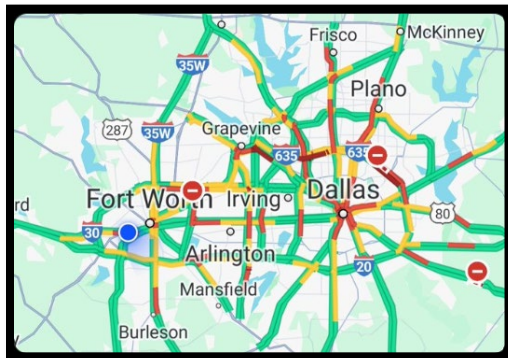 Frisco
McKinney
35W
Plano
287
35W
Grapevine
635
635
Fort Worth
Irving
Dallas
rd
80
30
Arlington
20
Mansfield
Burleson
y